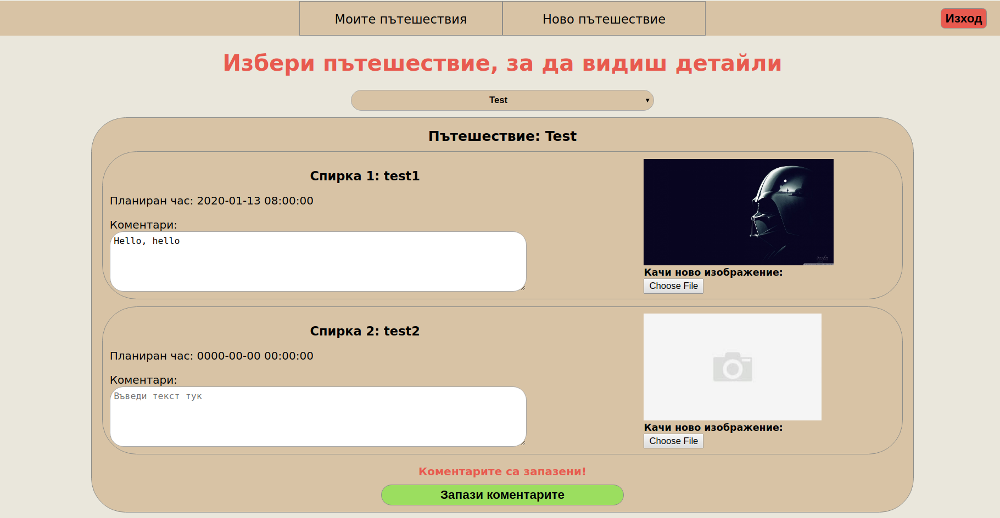 Моите пътешествия
Ново пътешествие
Изход
Избери пътешествие, за да видиш детайли
Test
Пътешествие: Test
Спирка 1: test1
Планиран час: 2020-01-13 08:00:00
Коментари:
Hello, hello
Качи ново изображение:
Choose File
Спирка 2: test2
Планиран час: 0000-00-00 00:00:00
Коментари:
Въведи текст тук
Качи ново изображение:
Choose File
Коментарите са запазени!
Запази коментарите